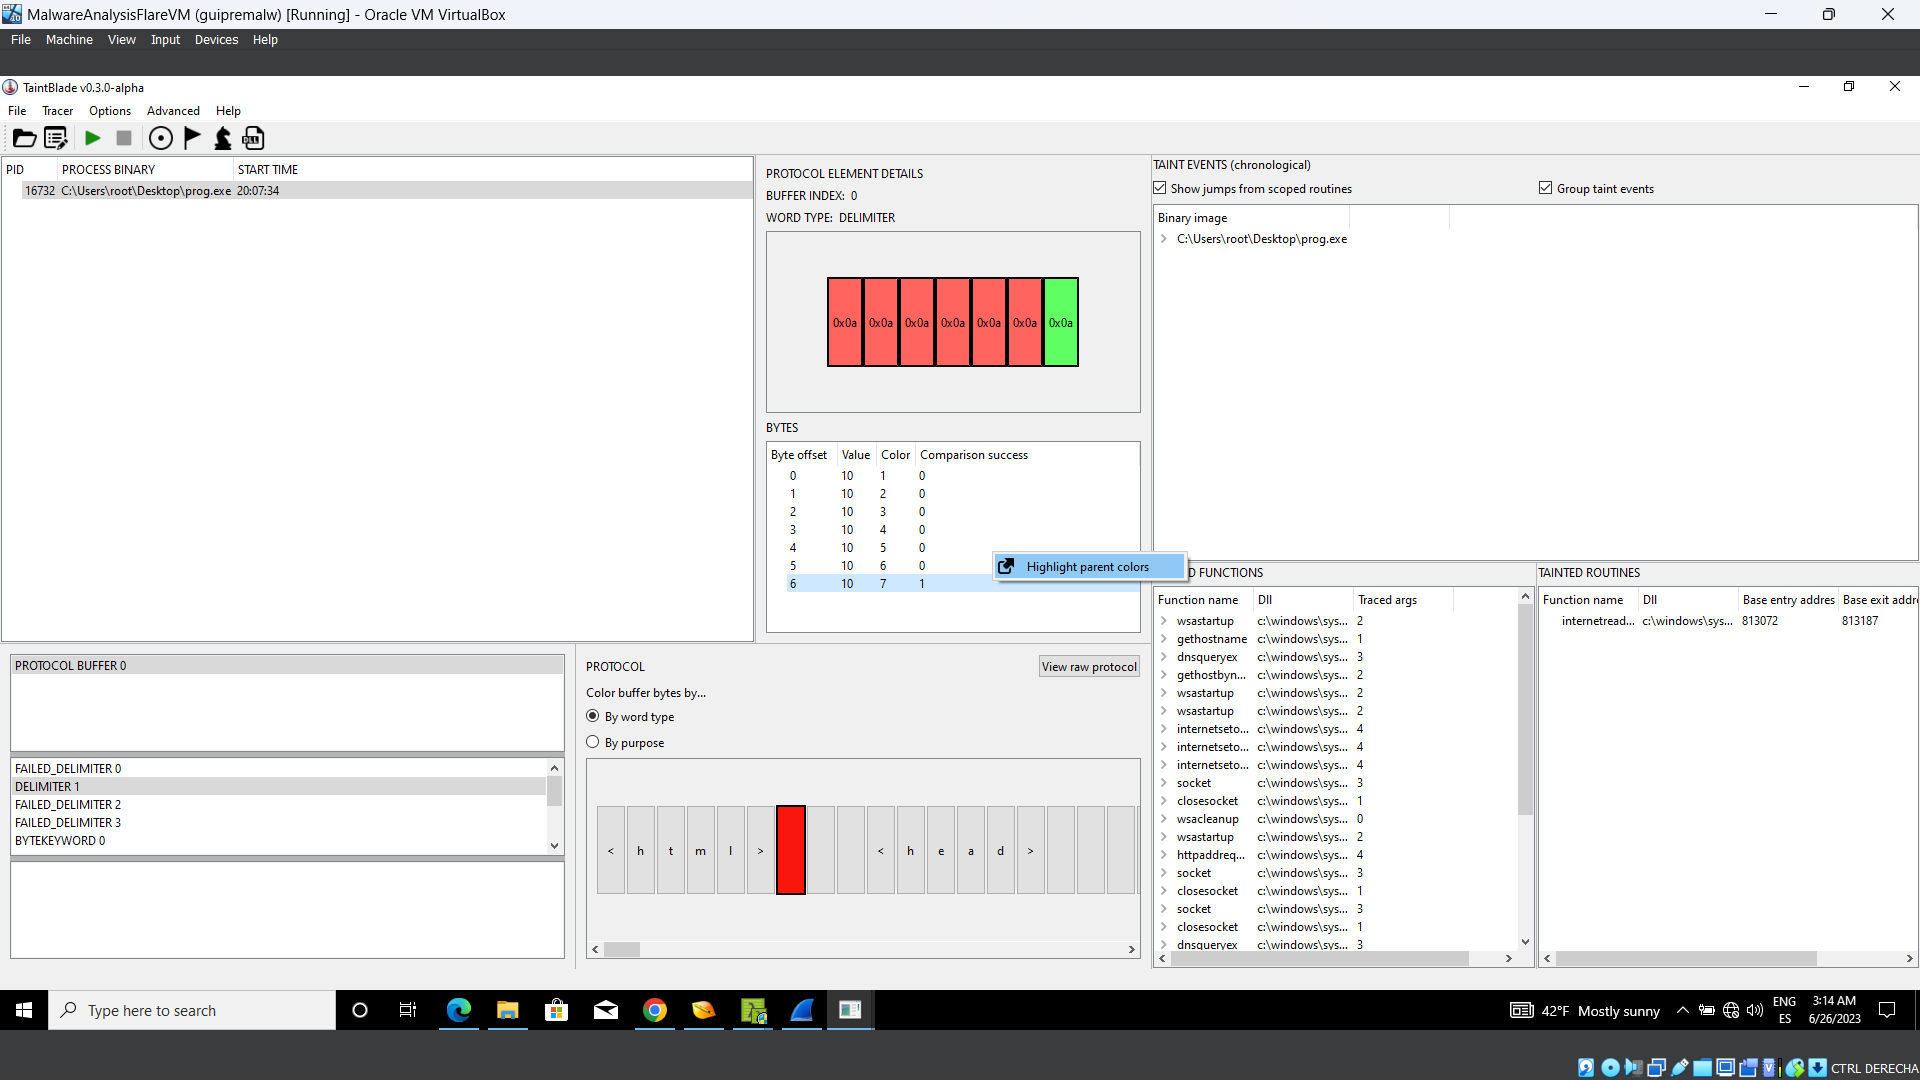 MalwareAnalysisFlareVM (guipremalw) [Running] - Oracle VM VirtualBox
File Machine View Input Devices Help
TaintBlade v0.3.0-alpha
File Tracer Options Advanced Help
DLL
PID PROCESS BINARY START TIME
16732 C:\Users\root\Desktop\prog.exe 20:07:34
PROTOCOL ELEMENT DETAILS
BUFFER INDEX: 0
WORD TYPE: DELIMITER
0x0a 0x0a 0x0a 0x0a 0x0a 0x0a 0x0a
BYTES
Byte offset Value Color Comparison success
0 10 1 0
1 10 2 0
2 10 3 0
3 10 4 0
4 10 5 0
5 10 6 0
6 10 7 1
Highlight parent colors
TAINT EVENTS (chronological)
Show jumps from scoped routines
Group taint events
Binary image
C:\Users\root\Desktop\prog.exe
PROTOCOL BUFFER 0
FAILED_DELIMITER 0
DELIMITER 1
FAILED_DELIMITER 2
FAILED_DELIMITER 3
BYTEKEYWORD 0
PROTOCOL
View raw protocol
Color buffer bytes by...
By word type
By purpose
< h t m l > < h e a d >
D FUNCTIONS
Function name Dll Traced args
wsastartup c:\windows\sys... 2
gethostname c:\windows\sys... 1
dnsqueryex c:\windows\sys... 3
gethostbyn... c:\windows\sys... 2
wsastartup c:\windows\sys... 2
wsastartup c:\windows\sys... 2
internetseto... c:\windows\sys... 4
internetseto... c:\windows\sys... 4
internetseto... c:\windows\sys... 4
socket c:\windows\sys... 3
closesocket c:\windows\sys... 1
wsacleanup c:\windows\sys... 0
wsastartup c:\windows\sys... 2
httpaddreq... c:\windows\sys... 4
socket c:\windows\sys... 3
closesocket c:\windows\sys... 1
socket c:\windows\sys... 3
closesocket c:\windows\sys... 1
dnsqueryex c:\windows\sys... 3
TAINTED ROUTINES
Function name Dll Base entry addres Base exit addre
internetread... c:\windows\sys... 813072 813187
Type here to search
42°F Mostly sunny
ENG
ES
3:14 AM
6/26/2023
CTRL DERECHA